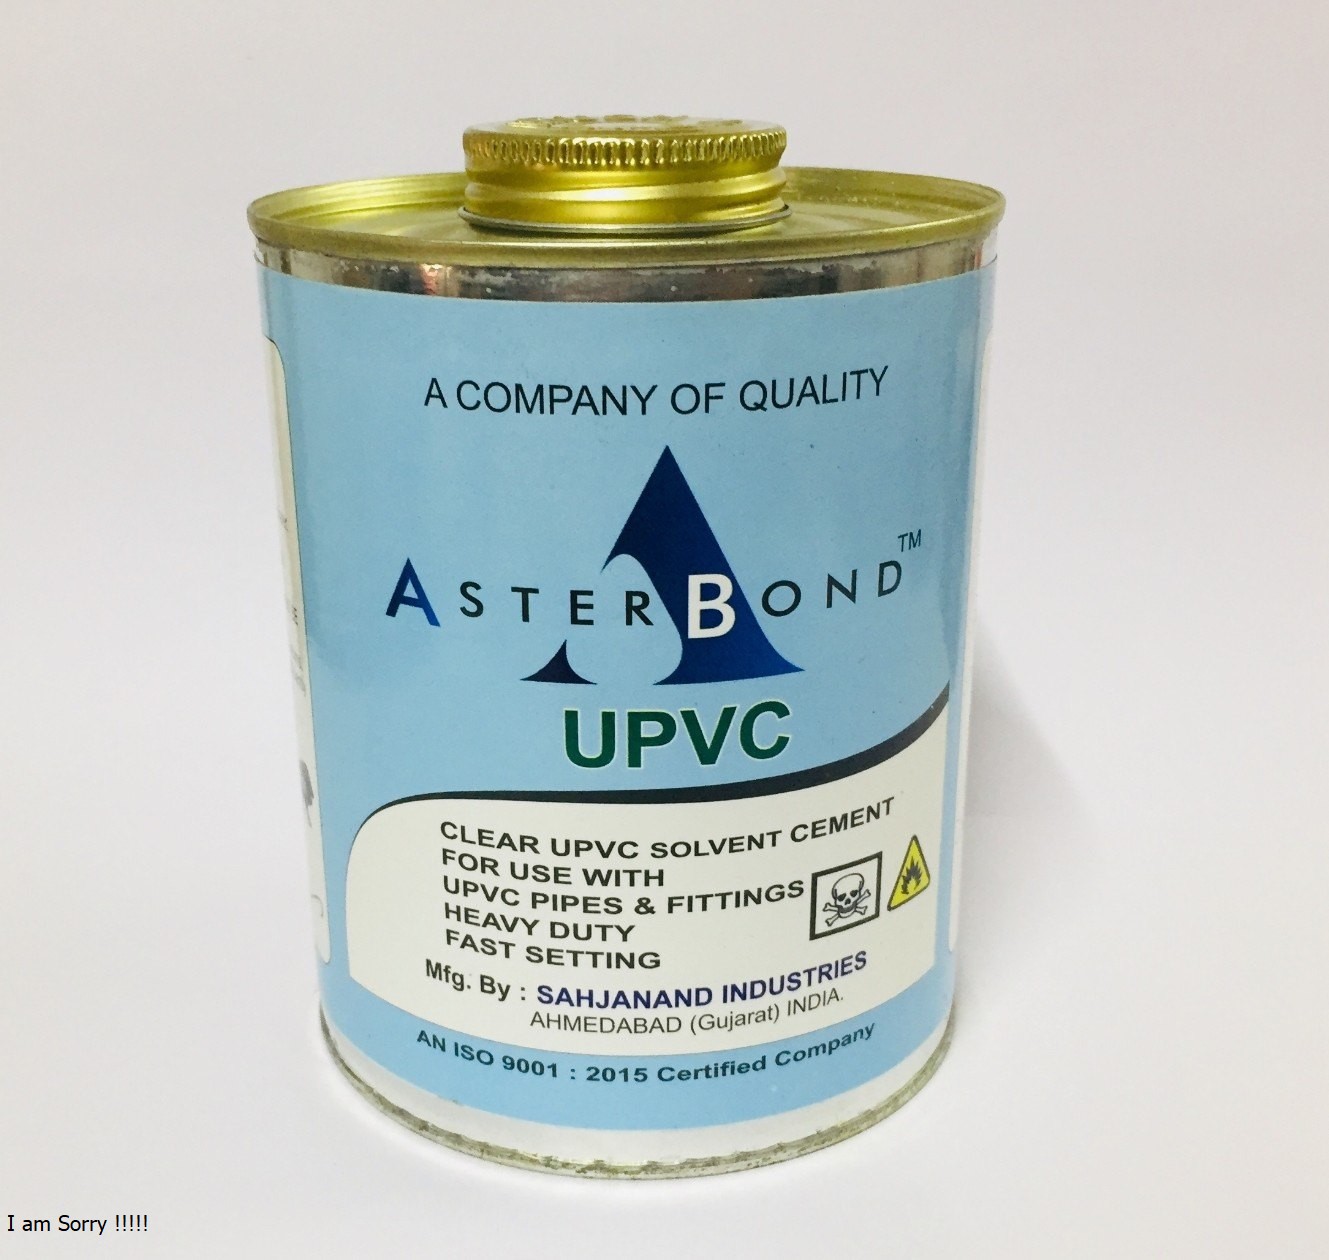 A COMPANY OF QUALITY
ASTERBOND™
UPVC
CLEAR UPVC SOLVENT CEMENT
FOR USE WITH
UPVC PIPES & FITTINGS
HEAVY DUTY
FAST SETTING
Mfg. By : SAHJANAND INDUSTRIES
AHMEDABAD (Gujarat) INDIA.
AN ISO 9001 : 2015 Certified Company
I am Sorry !!!!!